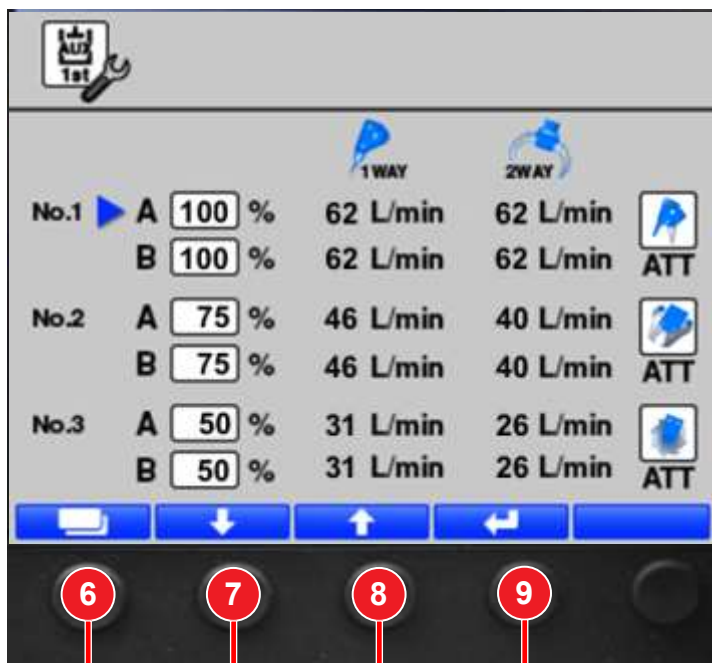 AUX
1st
1WAY 2WAY
No.1 A 100 % 62 L/min 62 L/min
B 100 % 62 L/min 62 L/min ATT
No.2 A 75 % 46 L/min 40 L/min
B 75 % 46 L/min 40 L/min ATT
No.3 A 50 % 31 L/min 26 L/min
B 50 % 31 L/min 26 L/min ATT
6 7 8 9